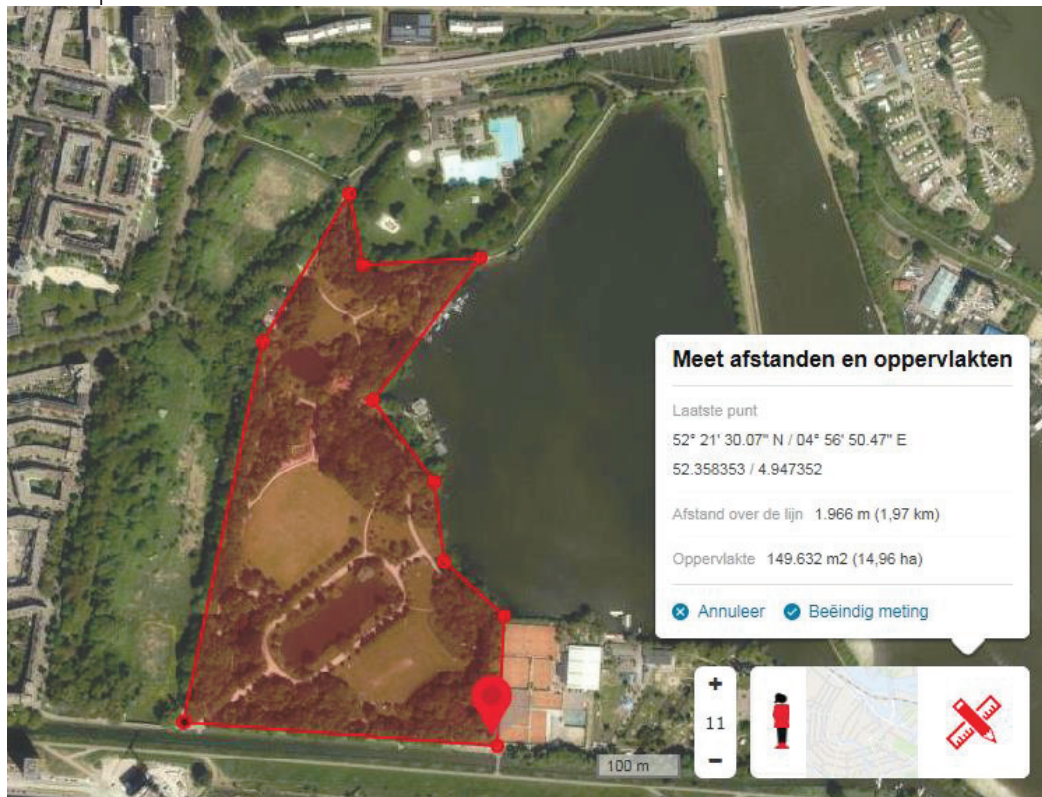 Meet afstanden en oppervlakten
Laatste punt
52° 21' 30.07" N / 04° 56' 50.47" E
52.358353 / 4.947352
Afstand over de lijn 1.966 m (1,97 km)
Oppervlakte 149.632 m2 (14,96 ha)
Annuleer Beëindig meting
+
11
−
100 m